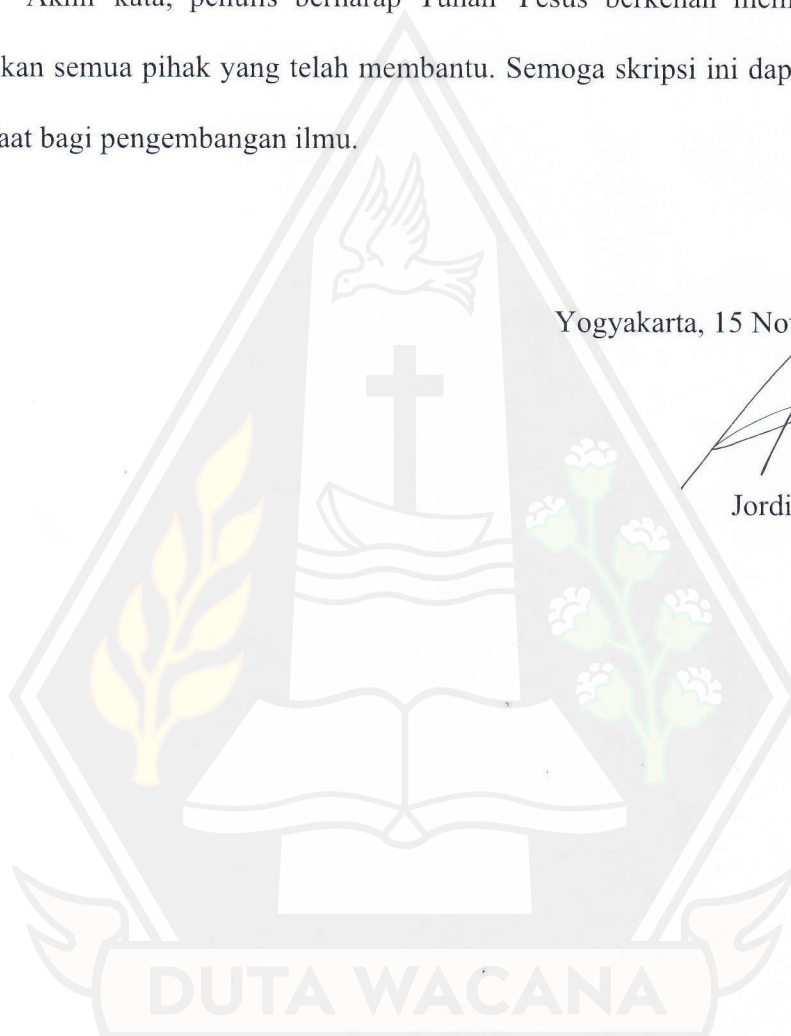 Akhir kata, penulis berharap Tuhan Yesus berkenan mem
kan semua pihak yang telah membantu. Semoga skripsi ini dap
aat bagi pengembangan ilmu.
Yogyakarta, 15 No
Jordi
DUTA WACANA